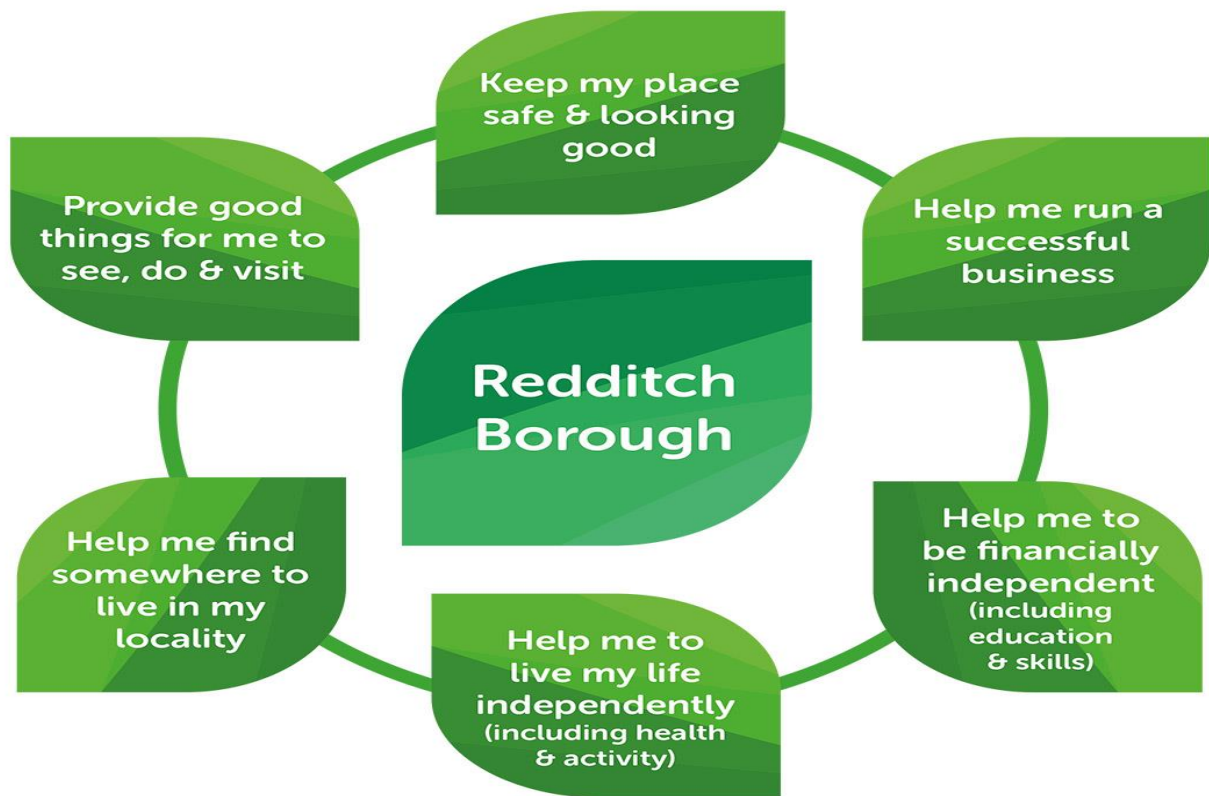 Keep my place
safe & looking
good
Provide good
things for me to
see, do & visit
Help me run a
successful
business
Redditch
Borough
Help me find
somewhere to
live in my
locality
Help me to
be financially
independent
(including
education
& skills)
Help me to
live my life
independently
(including health
& activity)